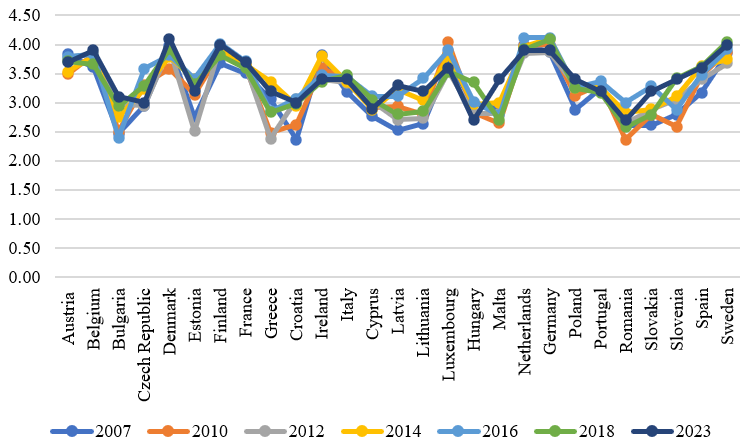 4.50
4.00
3.50
3.00
2.50
2.00
1.50
1.00
0.50
0.00
Austria
Belgium
Bulgaria
Czech Republic
Denmark
Estonia
Finland
France
Greece
Croatia
Ireland
Italy
Cyprus
Latvia
Lithuania
Luxembourg
Hungary
Malta
Netherlands
Germany
Poland
Portugal
Romania
Slovakia
Slovenia
Spain
Sweden
2007 2010 2012 2014 2016 2018 2023